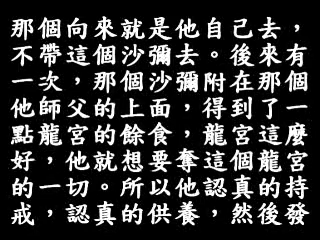 那個向來就是他自己去，
不帶這個沙彌去。後來有
一次，那個沙彌附在那個
他師父的上面，得到了一
點龍宮的餘食，龍宮這麼
好，他就想要奪這個龍宮
的一切。所以他認真的持
戒，認真的供養，然後發